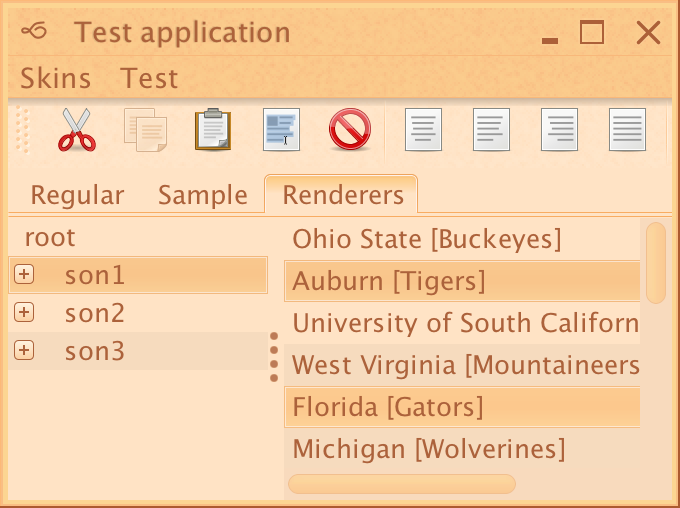 Test application
Skins Test
Regular Sample Renderers
root
son1
son2
son3
Ohio State [Buckeyes]
Auburn [Tigers]
University of South Californ
West Virginia [Mountaineers
Florida [Gators]
Michigan [Wolverines]